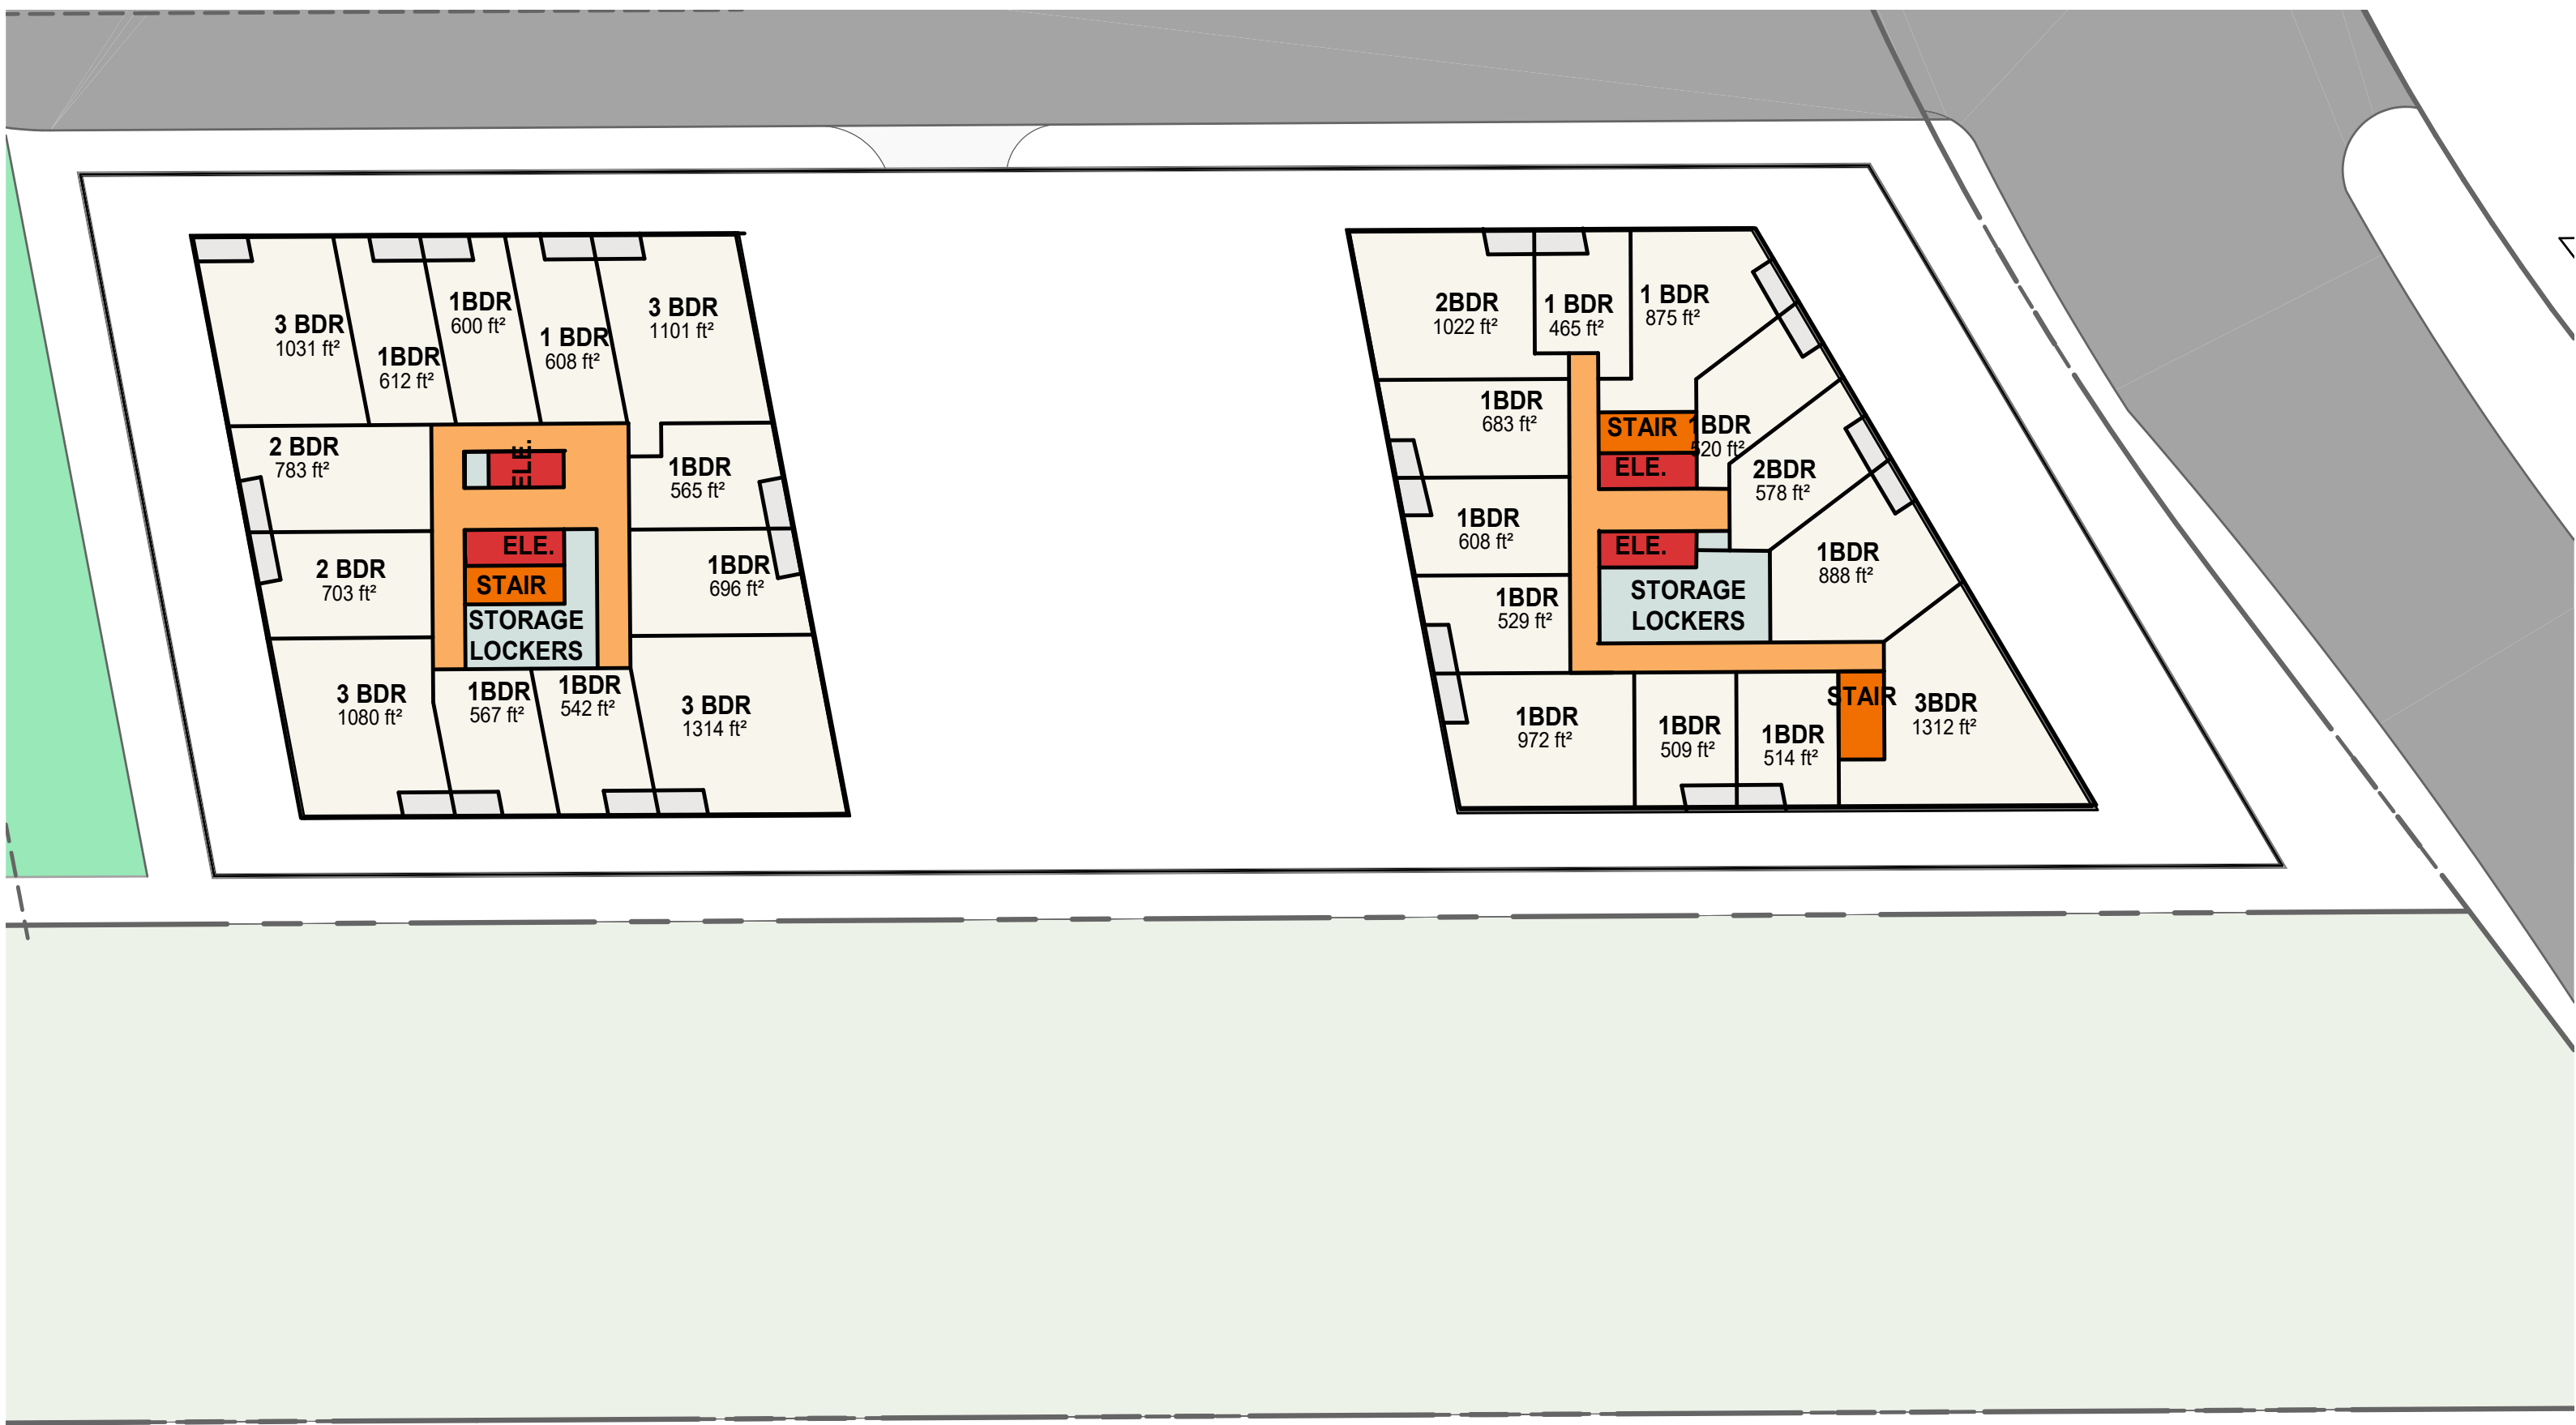 3 BDR
1031 ft²
1BDR
612 ft²
1BDR
600 ft²
1 BDR
608 ft²
3 BDR
1101 ft²
2 BDR
783 ft²
ELE.
1BDR
565 ft²
2 BDR
703 ft²
ELE.
STAIR
STORAGE
LOCKERS
1BDR
696 ft²
3 BDR
1080 ft²
1BDR
567 ft²
1BDR
542 ft²
3 BDR
1314 ft²
2BDR
1022 ft²
1 BDR
465 ft²
1 BDR
875 ft²
1BDR
683 ft²
STAIR
1BDR
520 ft²
ELE.
2BDR
578 ft²
1BDR
608 ft²
ELE.
STORAGE
LOCKERS
1BDR
888 ft²
1BDR
529 ft²
1BDR
972 ft²
1BDR
509 ft²
1BDR
514 ft²
STAIR
3BDR
1312 ft²